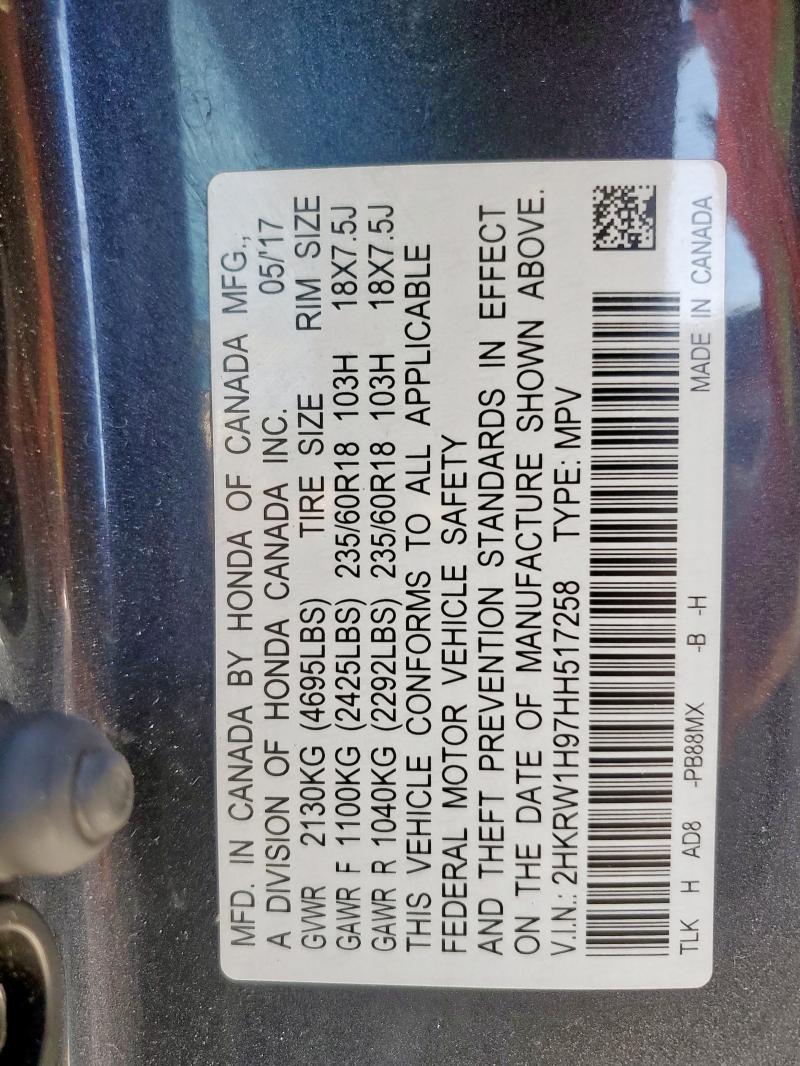 MFD. IN CANADA BY HONDA OF CANADA MFG.,
A DIVISION OF HONDA CANADA INC. 05/'17
GVWR 2130KG (4695LBS) TIRE SIZE RIM SIZE
GAWR F 1100KG (2425LBS) 235/60R18 103H 18X7.5J
GAWR R 1040KG (2292LBS) 235/60R18 103H 18X7.5J
THIS VEHICLE CONFORMS TO ALL APPLICABLE
FEDERAL MOTOR VEHICLE SAFETY
AND THEFT PREVENTION STANDARDS IN EFFECT
ON THE DATE OF MANUFACTURE SHOWN ABOVE.
V.I.N.: 2HKRW1H97HH517258 TYPE: MPV
TLK H AD8 -PB88MX -B -H MADE IN CANADA